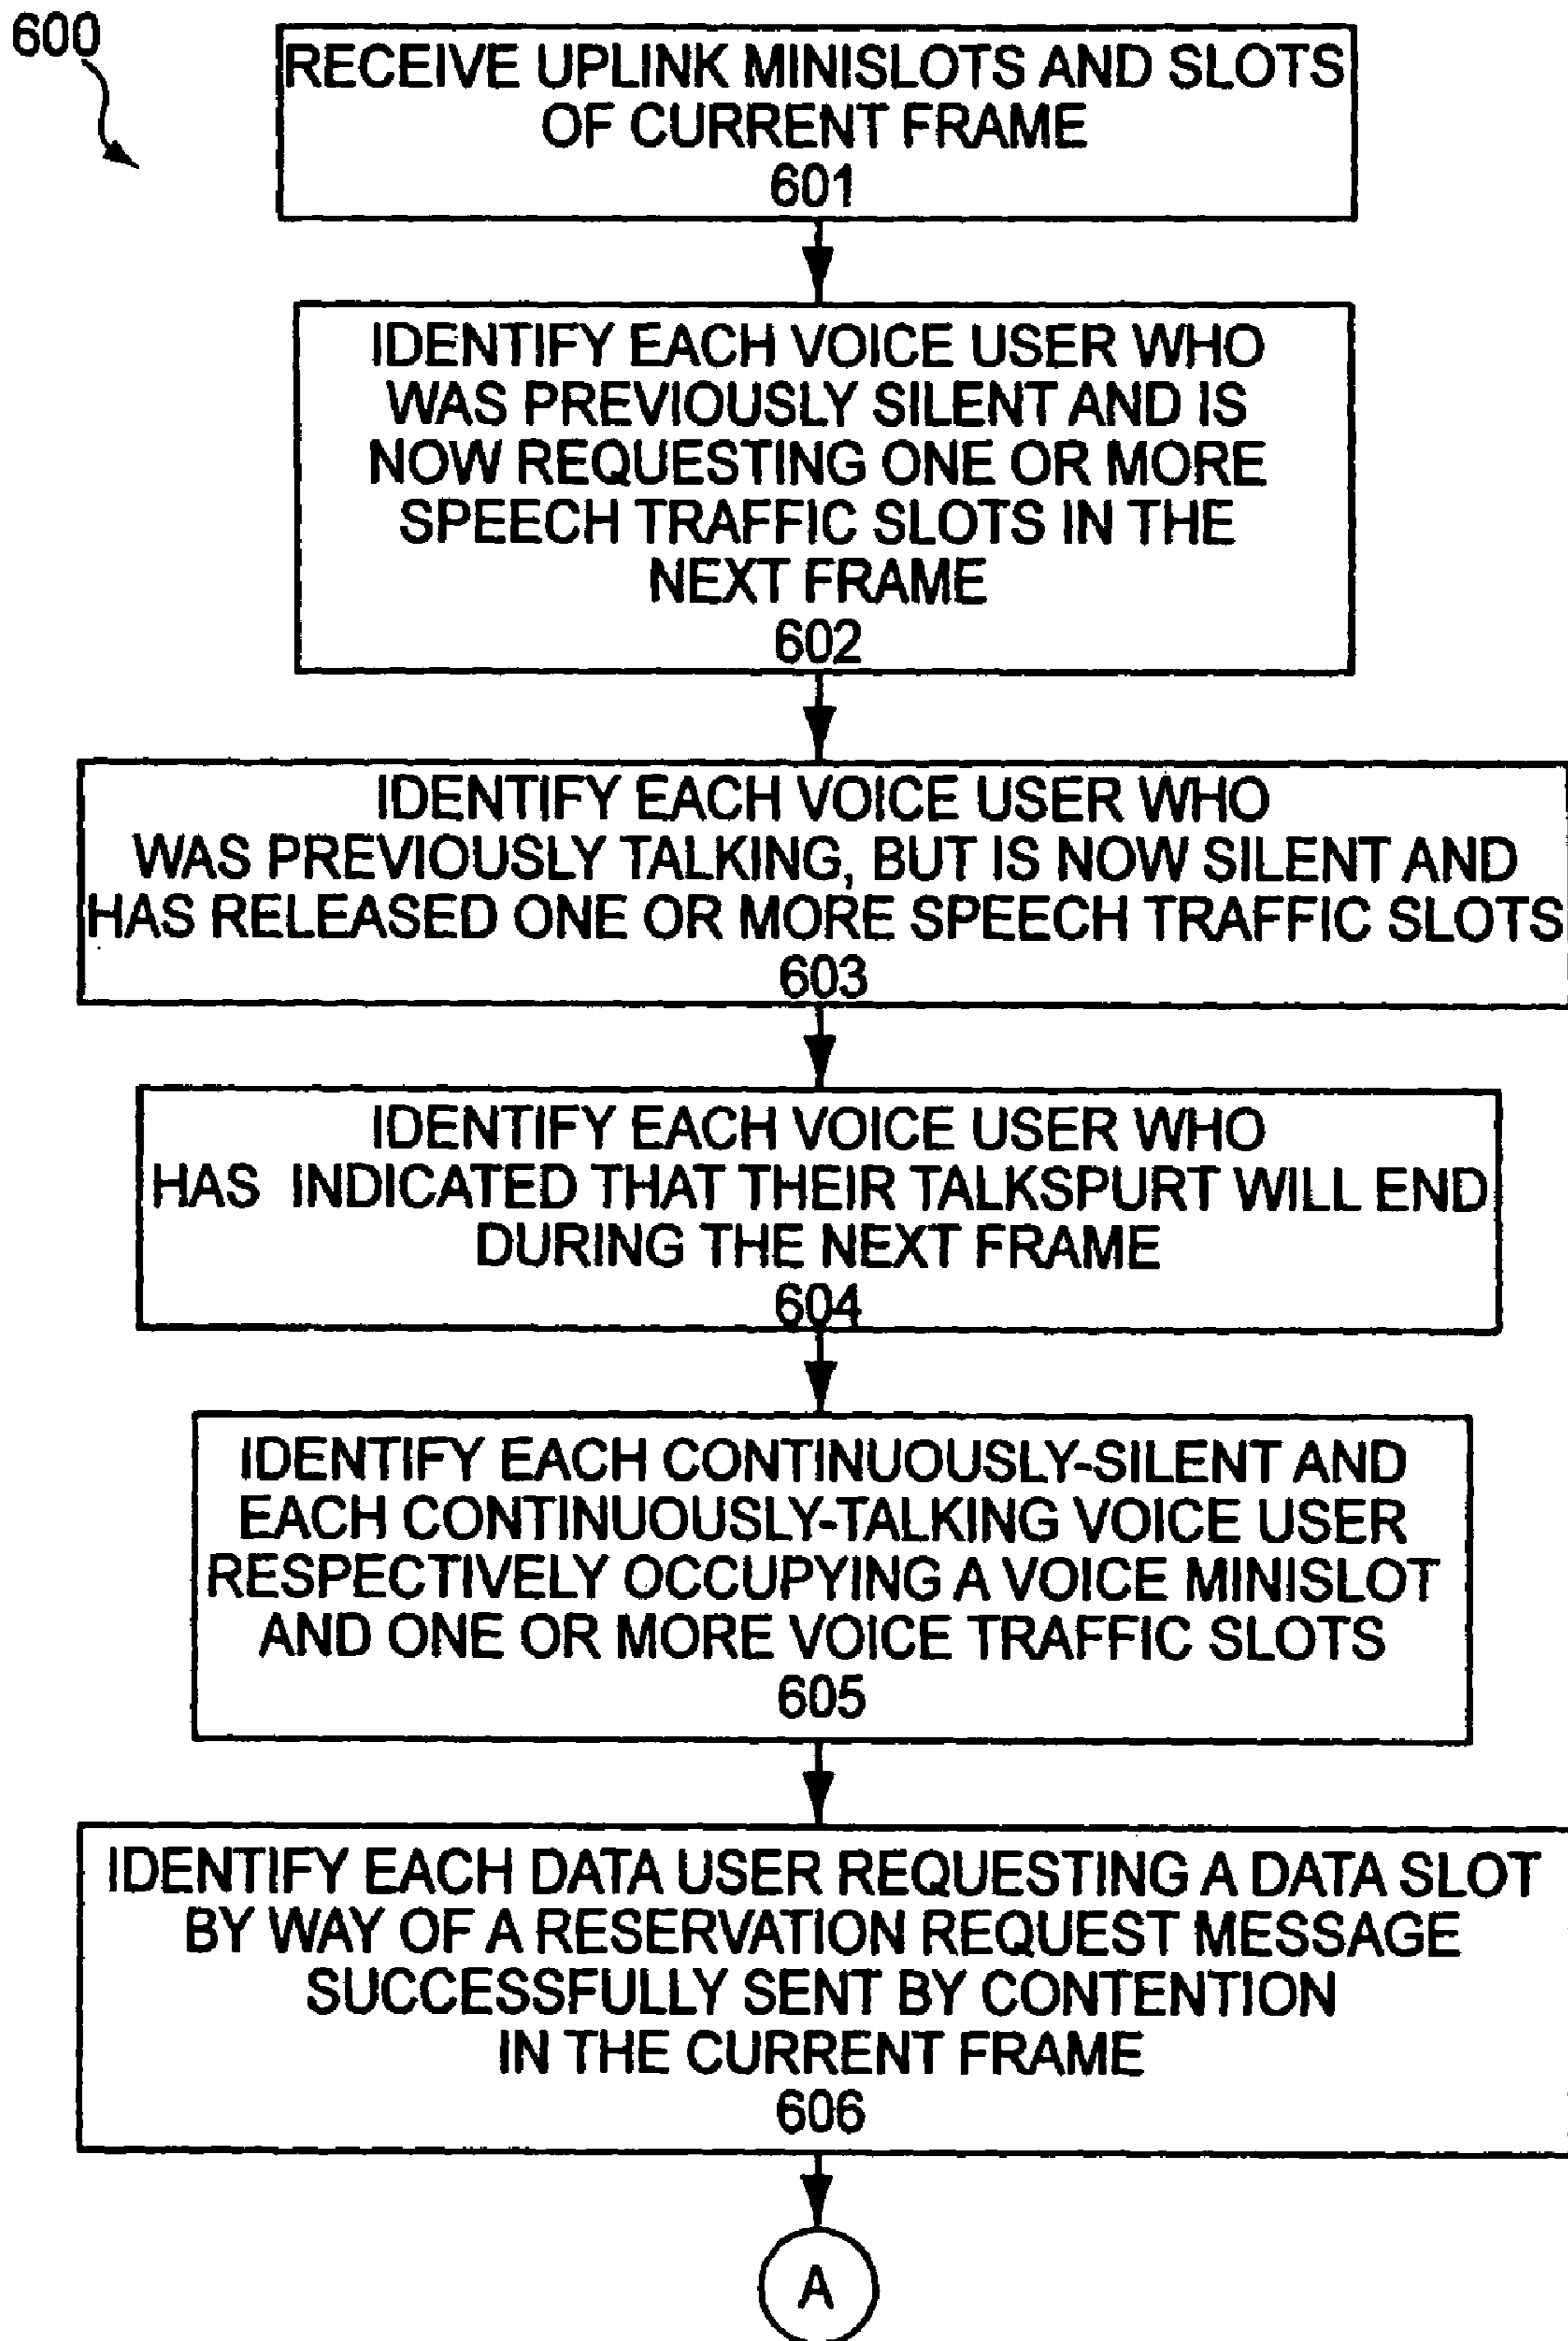 600
RECEIVE UPLINK MINISLOTS AND SLOTS
OF CURRENT FRAME
601
IDENTIFY EACH VOICE USER WHO
WAS PREVIOUSLY SILENT AND IS
NOW REQUESTING ONE OR MORE
SPEECH TRAFFIC SLOTS IN THE
NEXT FRAME
602
IDENTIFY EACH VOICE USER WHO
WAS PREVIOUSLY TALKING, BUT IS NOW SILENT AND
HAS RELEASED ONE OR MORE SPEECH TRAFFIC SLOTS
603
IDENTIFY EACH VOICE USER WHO
HAS INDICATED THAT THEIR TALKSPURT WILL END
DURING THE NEXT FRAME
604
IDENTIFY EACH CONTINUOUSLY-SILENT AND
EACH CONTINUOUSLY-TALKING VOICE USER
RESPECTIVELY OCCUPYING A VOICE MINISLOT
AND ONE OR MORE VOICE TRAFFIC SLOTS
605
IDENTIFY EACH DATA USER REQUESTING A DATA SLOT
BY WAY OF A RESERVATION REQUEST MESSAGE
SUCCESSFULLY SENT BY CONTENTION
IN THE CURRENT FRAME
606
A